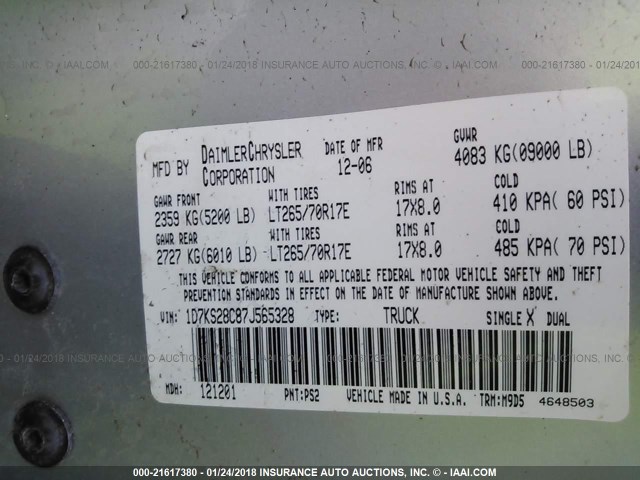 000-21617380 - 01/24/2018 INSURANCE AUTO AUCTIONS, INC. - IAAI.COM
MFD BY DAIMLERCHRYSLER CORPORATION DATE OF MFR 12-06 GVWR 4083 KG(09000 LB)
GAWR FRONT WITH TIRES RIMS AT COLD
2359 KG(5200 LB) LT265/70R17E 17X8.0 410 KPA( 60 PSI)
GAWR REAR WITH TIRES RIMS AT COLD
2727 KG(6010 LB) LT265/70R17E 17X8.0 485 KPA( 70 PSI)
THIS VEHICLE CONFORMS TO ALL APPLICABLE FEDERAL MOTOR VEHICLE SAFETY AND THEFT
PREVENTION STANDARDS IN EFFECT ON THE DATE OF MANUFACTURE SHOWN ABOVE.
VIN: 1D7KS28C87J565328 TYPE: TRUCK SINGLE X DUAL
MDH: 121201 PNT:PS2 VEHICLE MADE IN U.S.A. TRM:M9D5 4648503
000-21617380 - 01/24/2018 INSURANCE AUTO AUCTIONS, INC. - IAAI.COM